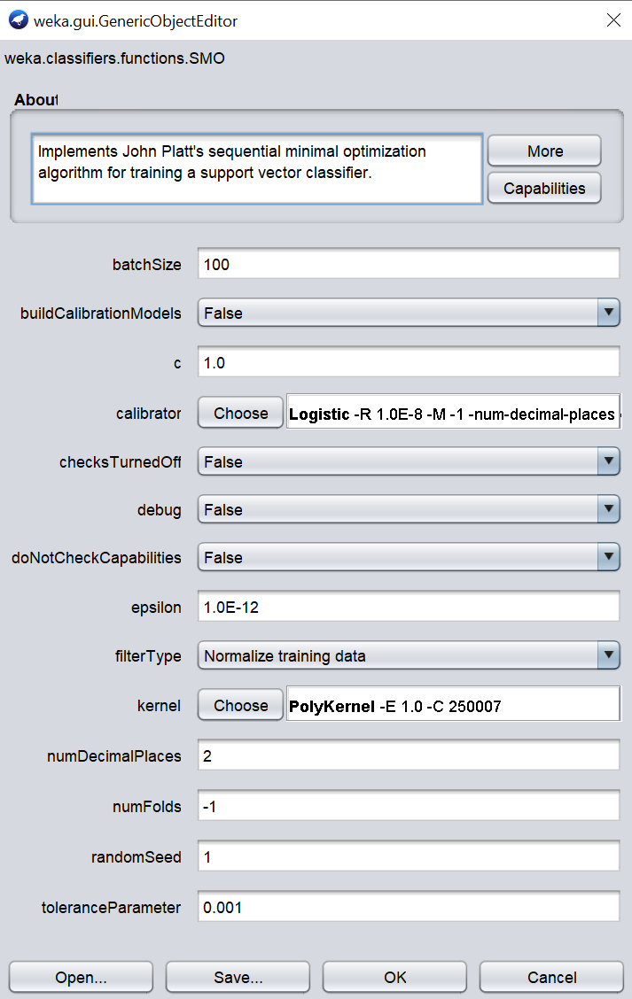 weka.gui.GenericObjectEditor
weka.classifiers.functions.SMO
About
Implements John Platt's sequential minimal optimization
algorithm for training a support vector classifier.
More
Capabilities
batchSize 100
buildCalibrationModels False
c 1.0
calibrator Choose Logistic -R 1.0E-8 -M -1 -num-decimal-places
checksTurnedOff False
debug False
doNotCheckCapabilities False
epsilon 1.0E-12
filterType Normalize training data
kernel Choose PolyKernel -E 1.0 -C 250007
numDecimalPlaces 2
numFolds -1
randomSeed 1
toleranceParameter 0.001
Open... Save... OK Cancel